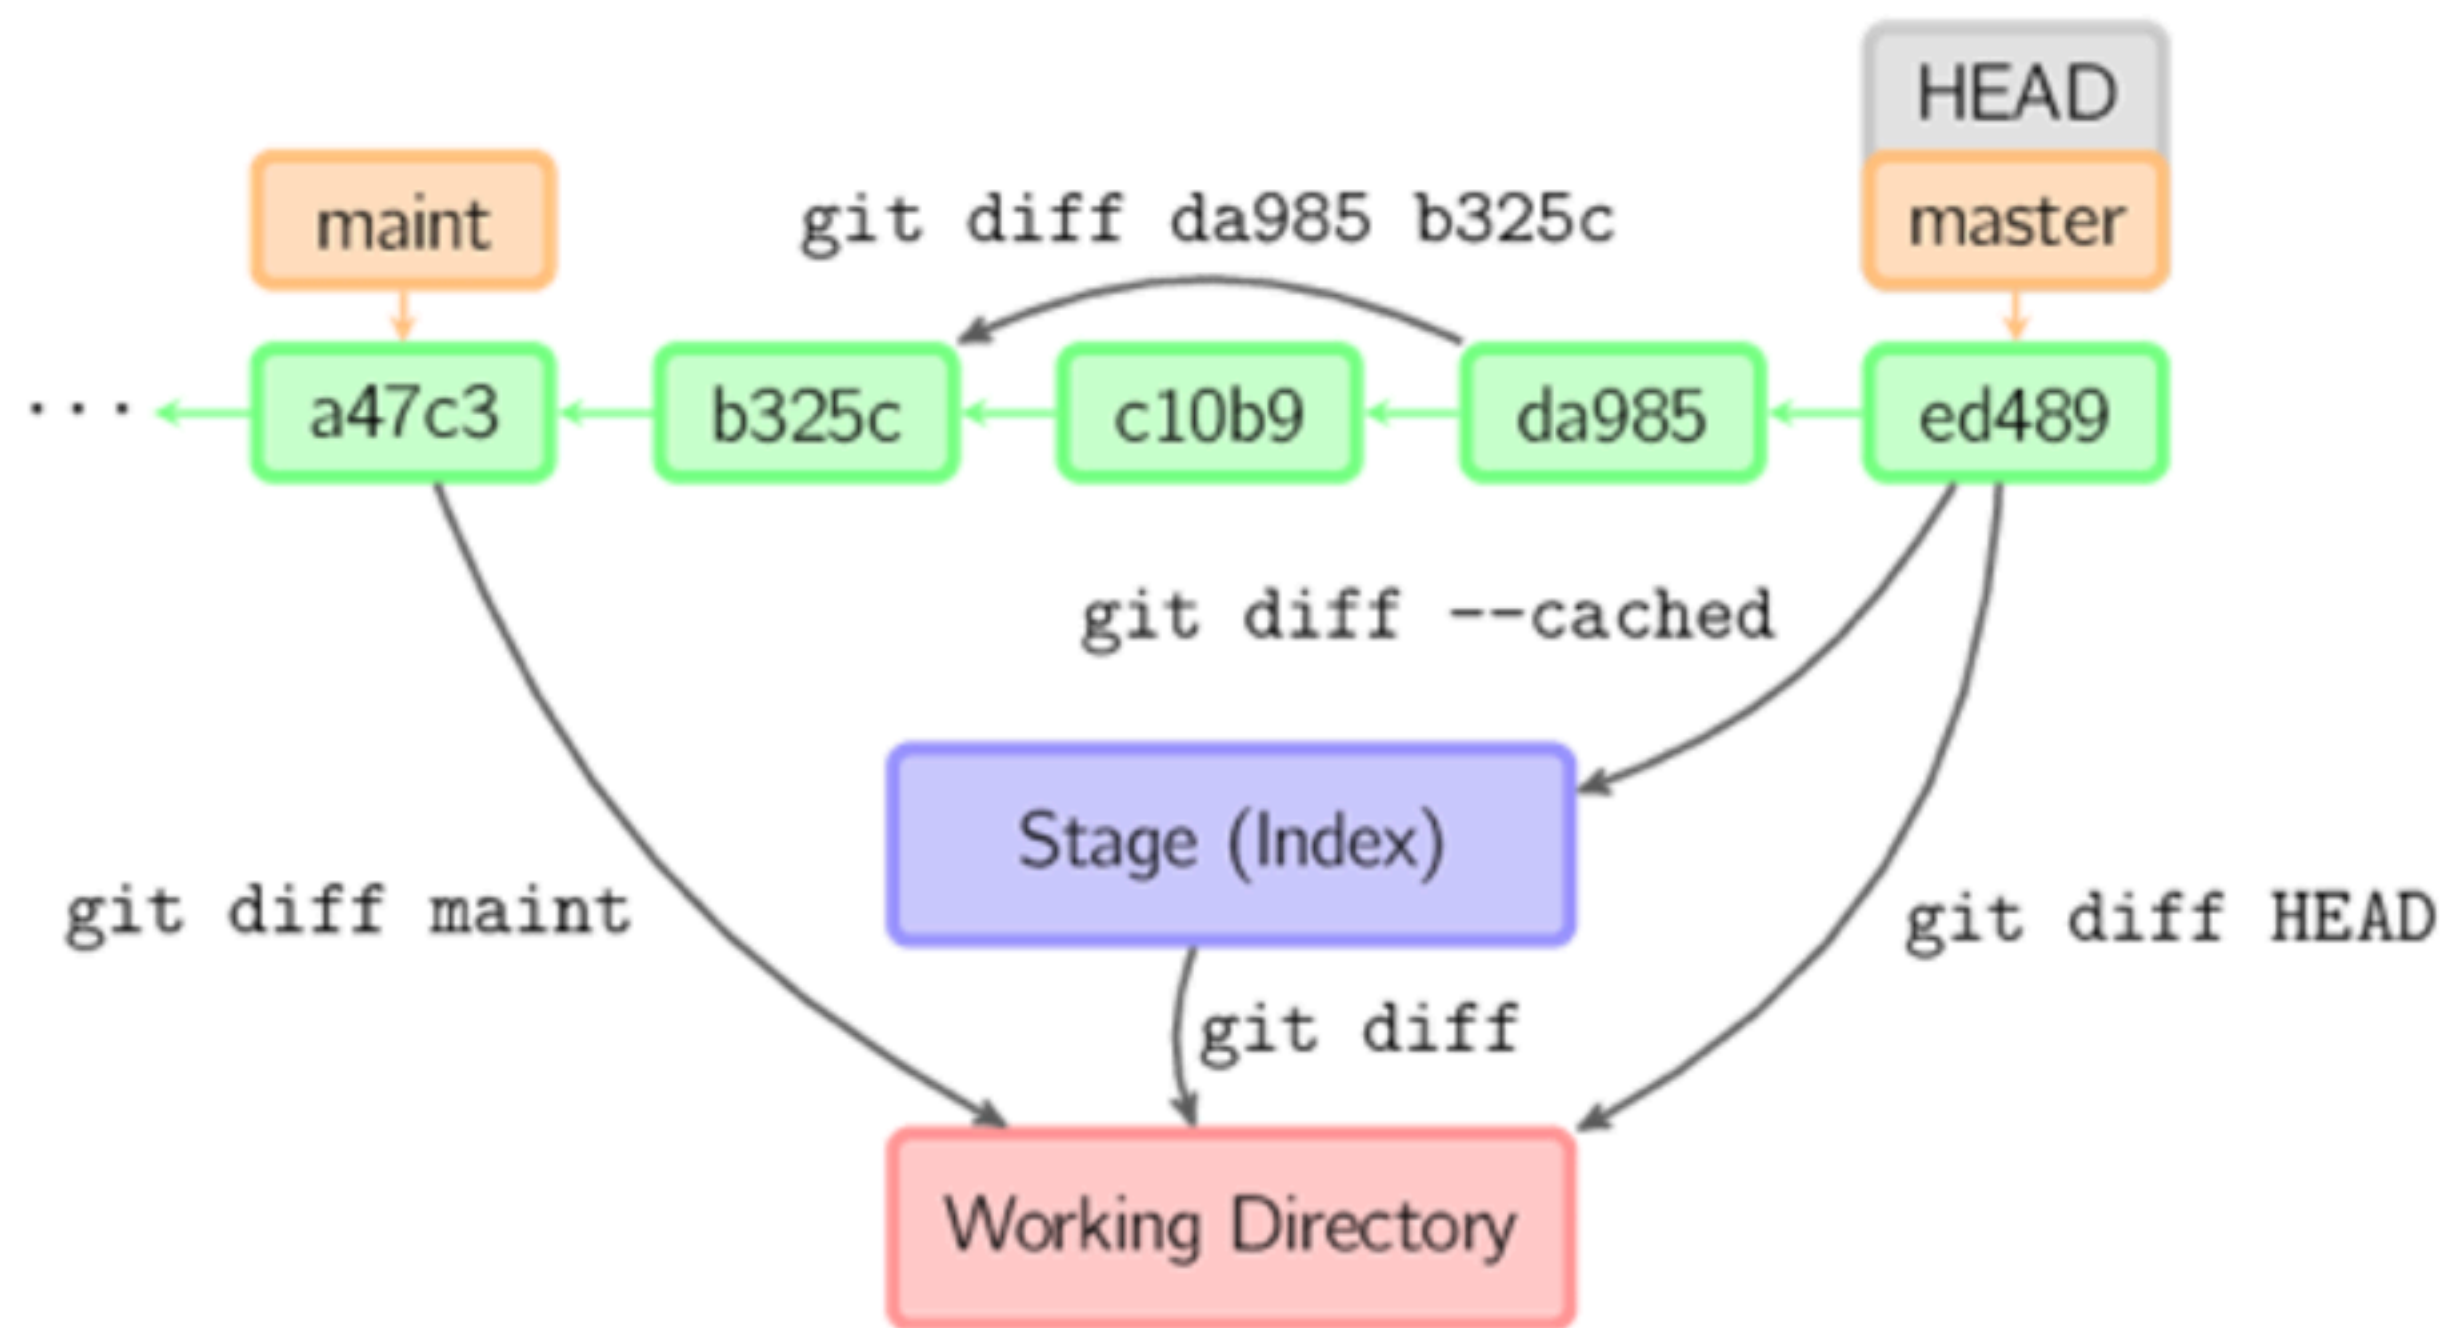 HEAD
maint
git diff da985 b325c
master
...
a47c3
b325c
c10b9
da985
ed489
git diff --cached
Stage (Index)
git diff maint
git diff HEAD
git diff
Working Directory